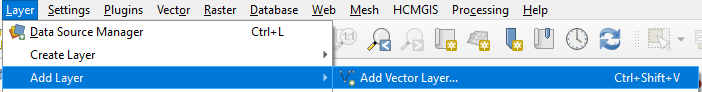 Layer Settings Plugins Vector Raster Database Web Mesh HCMGIS Processing Help
Data Source Manager Ctrl+L
Create Layer
Add Layer Add Vector Layer... Ctrl+Shift+V